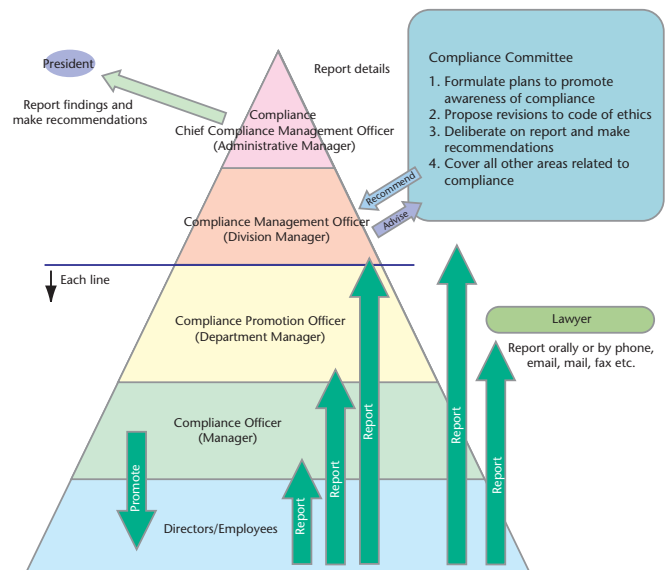 President
Report findings and
make recommendations
Report details
Compliance
Chief Compliance Management Officer
(Administrative Manager)
Compliance Committee
1. Formulate plans to promote
awareness of compliance
2. Propose revisions to code of ethics
3. Deliberate on report and make
recommendations
4. Cover all other areas related to
compliance
Recommend
Advise
Compliance Management Officer
(Division Manager)
Each line
Compliance Promotion Officer
(Department Manager)
Lawyer
Report orally or by phone,
email, mail, fax etc.
Compliance Officer
(Manager)
Promote
Directors/Employees
Report
Report
Report
Report
Report